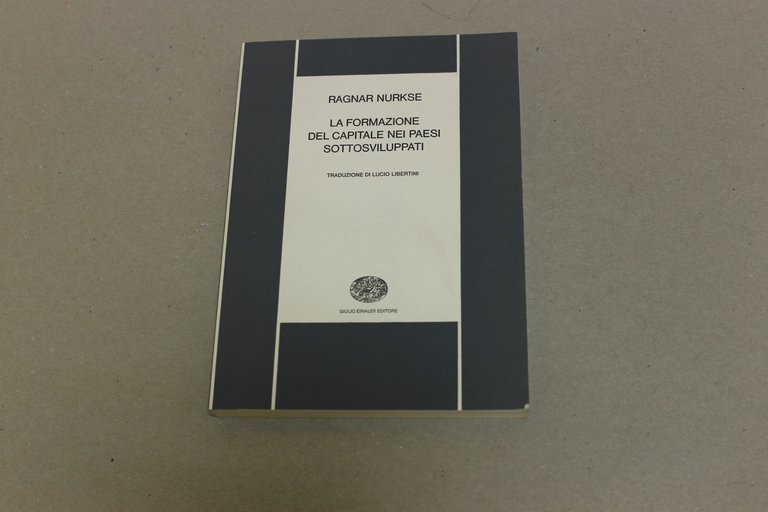 RAGNAR NURKSE
LA FORMAZIONE
DEL CAPITALE NEI PAESI
SOTTOSVILUPPATI
TRADUZIONE DI LUCIO LIBERTINI
GIULIO EINAUDI EDITORE